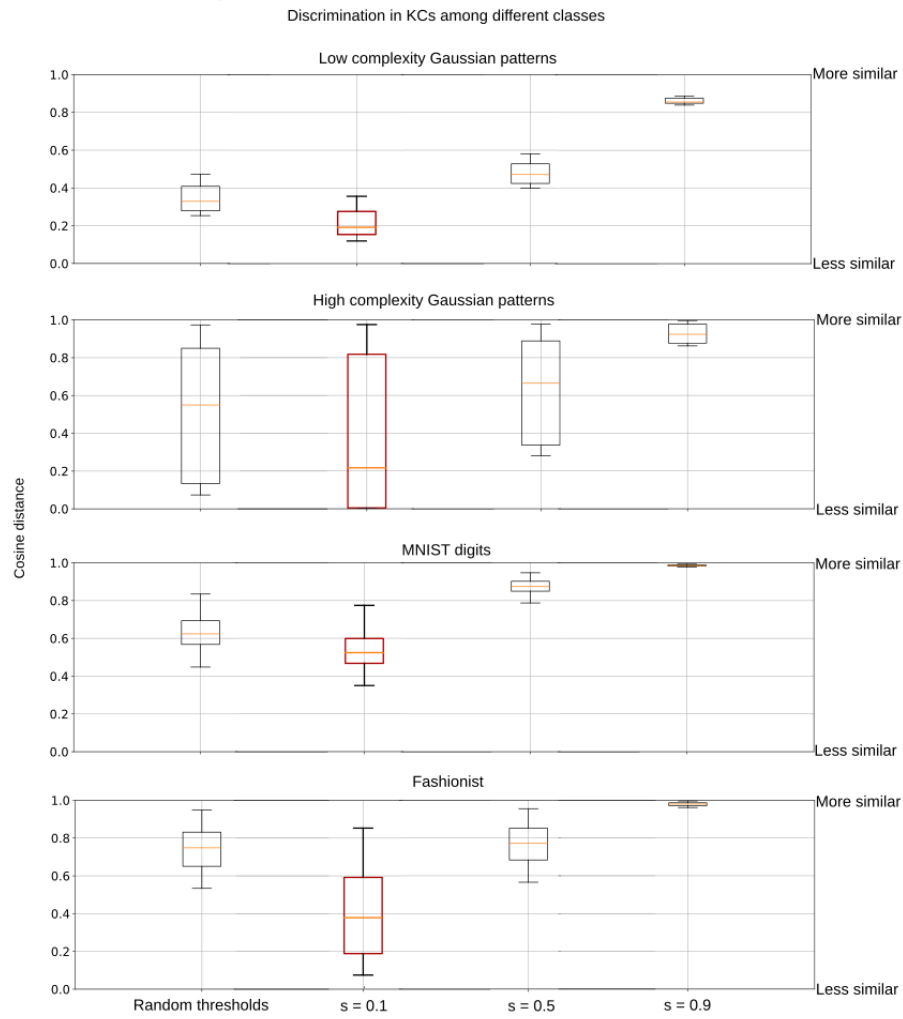 Discrimination in KCs among different classes
Low complexity Gaussian patterns
1.0
More similar
0.8
0.6
0.4
0.2
0.0
Less similar
High complexity Gaussian patterns
1.0
More similar
0.8
0.6
0.4
0.2
0.0
Less similar
Cosine distance
MNIST digits
1.0
More similar
0.8
0.6
0.4
0.2
0.0
Less similar
Fashionist
1.0
More similar
0.8
0.6
0.4
0.2
0.0
Less similar
Random thresholds s = 0.1 s = 0.5 s = 0.9